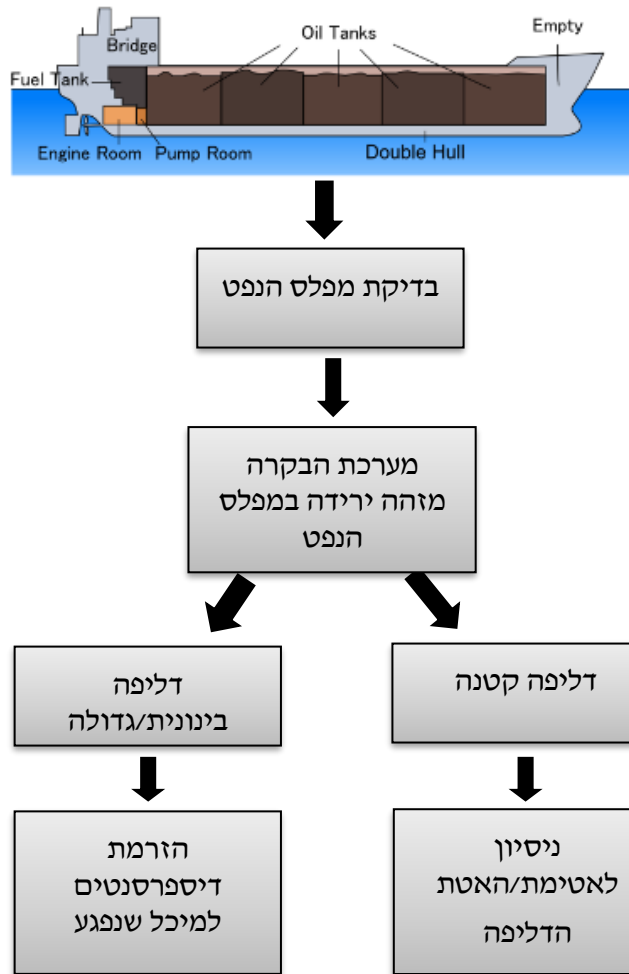 Oil Tanks
Empty
Bridge
Fuel Tank
Engine Room
Pump Room
Double Hull
בדיקת מפלס הנפט
מערכת הבקרה
מזהה ירידה במפלס
הנפט
דליפה קטנה
דליפה
בינונית/גדולה
ניסיון
לאטימת/האטת
הדליפה
הזרמת
דיספרסנטים
למיכל שנפגע